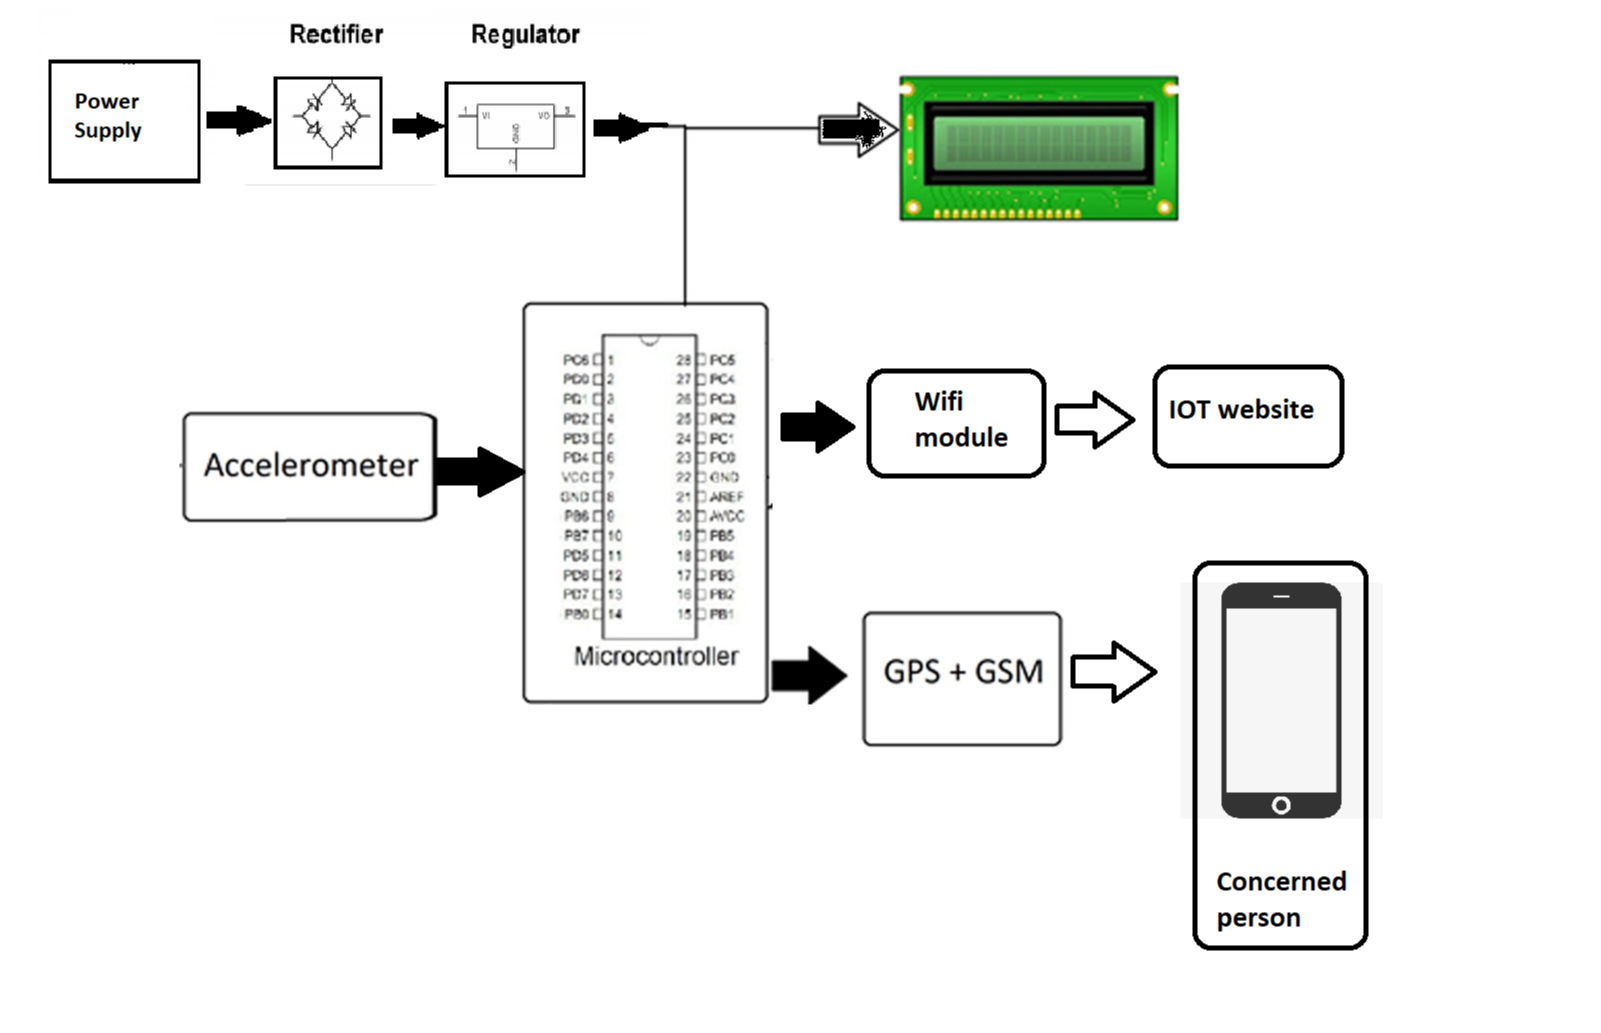 Rectifier
Regulator
Power
Supply
1
VI
VO
3
GND
2
PC6 1
28 PC5
PD0 2
27 PC4
PD1 3
26 PC3
PD2 4
25 PC2
PD3 5
24 PC1
PD4 6
23 PC0
VCC 7
22 GND
GND 8
21 AREF
PB6 9
20 AVCC
PB7 10
19 PB5
PD5 11
18 PB4
PD6 12
17 PB3
PD7 13
16 PB2
PB0 14
15 PB1
Microcontroller
Accelerometer
Wifi
module
IOT website
GPS + GSM
Concerned
person